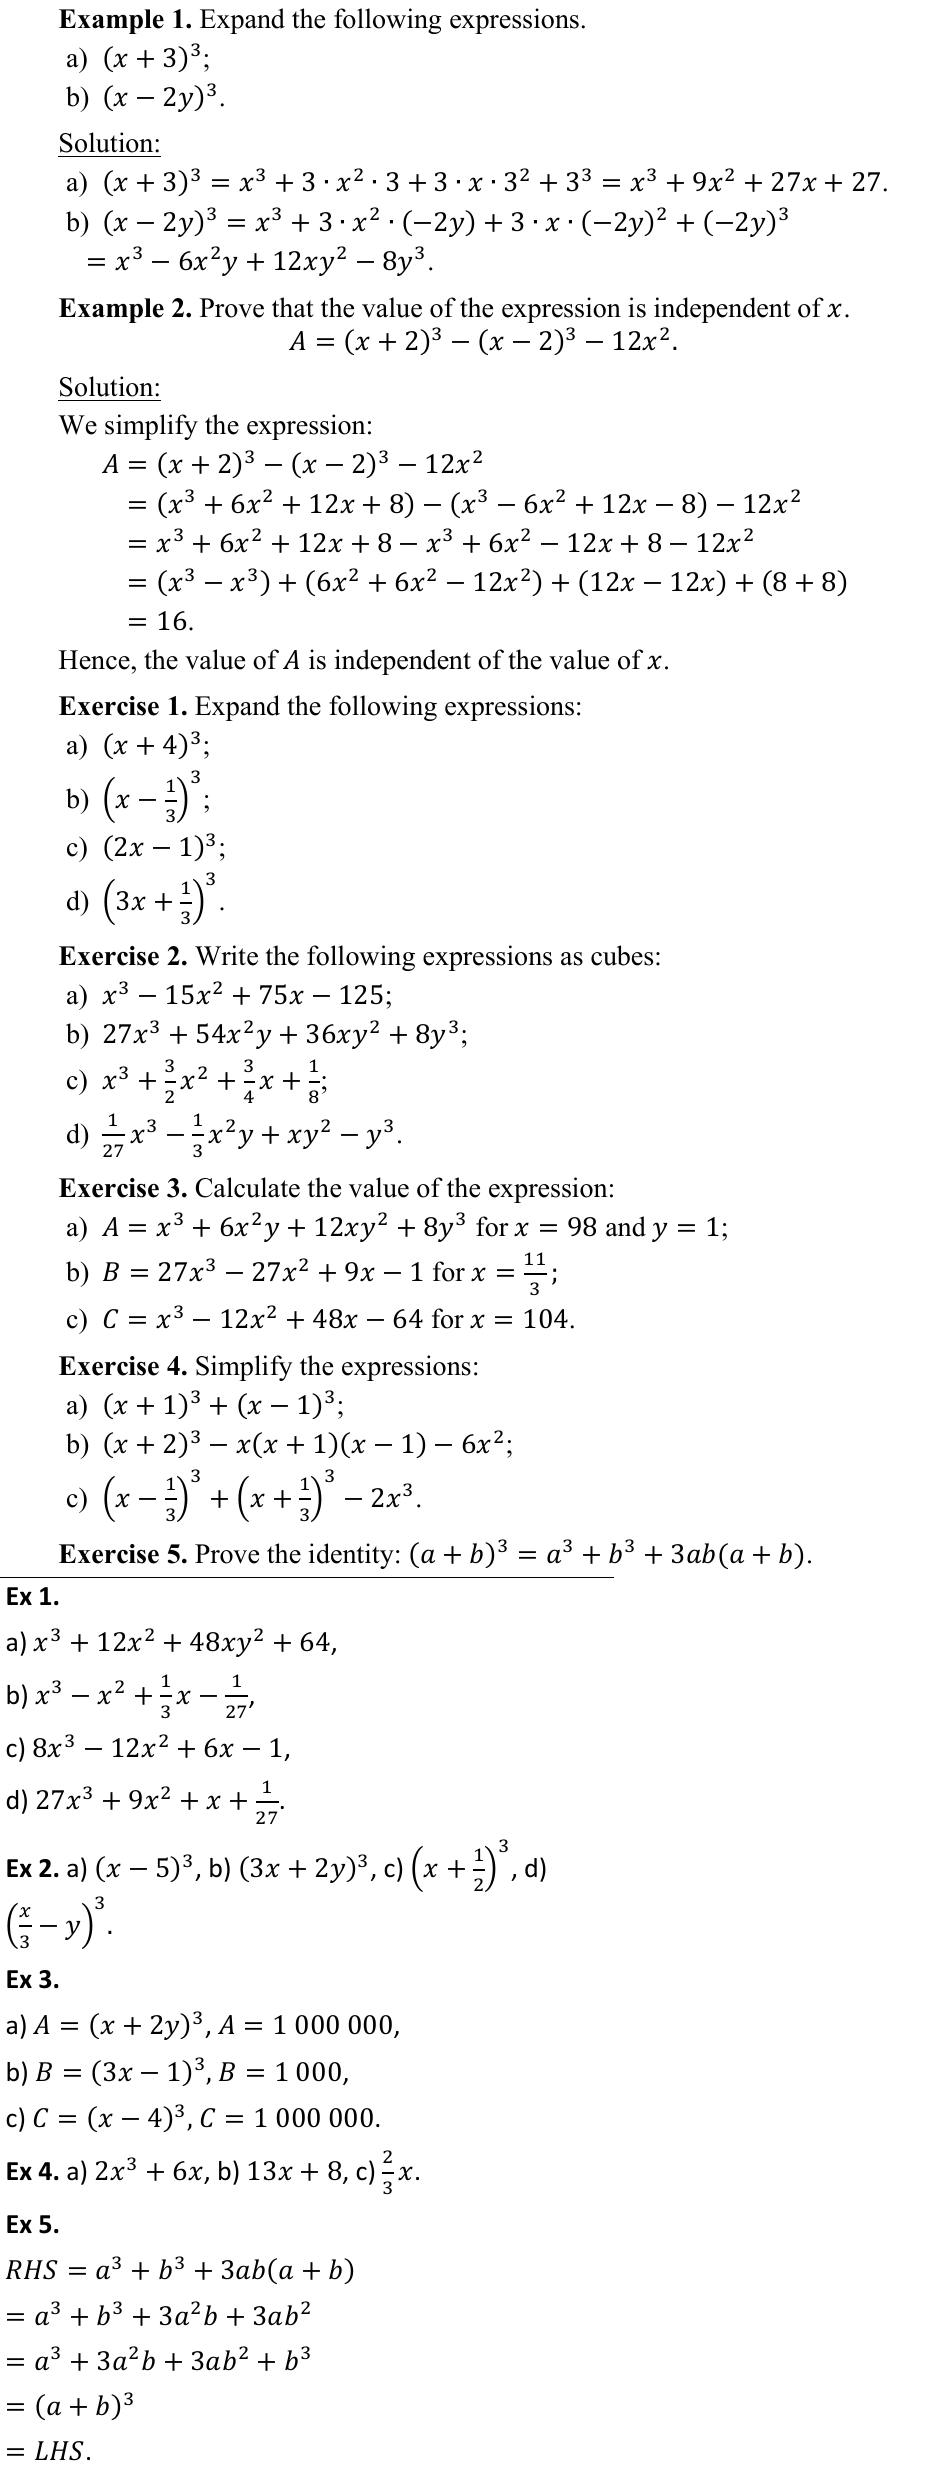 Example 1. Expand the following expressions.
a) (x + 3)³;
b) (x − 2y)³.
Solution:
a) (x + 3)³ = x³ + 3 · x² · 3 + 3 · x · 3² + 3³ = x³ + 9x² + 27x + 27.
b) (x − 2y)³ = x³ + 3 · x² · (−2y) + 3 · x · (−2y)² + (−2y)³
= x³ − 6x²y + 12xy² − 8y³.
Example 2. Prove that the value of the expression is independent of x.
A = (x + 2)³ − (x − 2)³ − 12x².
Solution:
We simplify the expression:
A = (x + 2)³ − (x − 2)³ − 12x²
= (x³ + 6x² + 12x + 8) − (x³ − 6x² + 12x − 8) − 12x²
= x³ + 6x² + 12x + 8 − x³ + 6x² − 12x + 8 − 12x²
= (x³ − x³) + (6x² + 6x² − 12x²) + (12x − 12x) + (8 + 8)
= 16.
Hence, the value of A is independent of the value of x.
Exercise 1. Expand the following expressions:
a) (x + 4)³;
b) (x − 1/3)³;
c) (2x − 1)³;
d) (3x + 1/3)³.
Exercise 2. Write the following expressions as cubes:
a) x³ − 15x² + 75x − 125;
b) 27x³ + 54x²y + 36xy² + 8y³;
c) x³ + 3/2 x² + 3/4 x + 1/8;
d) 1/27 x³ − 1/3 x²y + xy² − y³.
Exercise 3. Calculate the value of the expression:
a) A = x³ + 6x²y + 12xy² + 8y³ for x = 98 and y = 1;
b) B = 27x³ − 27x² + 9x − 1 for x = 11/3;
c) C = x³ − 12x² + 48x − 64 for x = 104.
Exercise 4. Simplify the expressions:
a) (x + 1)³ + (x − 1)³;
b) (x + 2)³ − x(x + 1)(x − 1) − 6x²;
c) (x − 1/3)³ + (x + 1/3)³ − 2x³.
Exercise 5. Prove the identity: (a + b)³ = a³ + b³ + 3ab(a + b).
Ex 1.
a) x³ + 12x² + 48xy² + 64,
b) x³ − x² + 1/3 x − 1/27,
c) 8x³ − 12x² + 6x − 1,
d) 27x³ + 9x² + x + 1/27.
Ex 2. a) (x − 5)³, b) (3x + 2y)³, c) (x + 1/2)³, d)
(x/3 − y)³.
Ex 3.
a) A = (x + 2y)³, A = 1 000 000,
b) B = (3x − 1)³, B = 1 000,
c) C = (x − 4)³, C = 1 000 000.
Ex 4. a) 2x³ + 6x, b) 13x + 8, c) 2/3 x.
Ex 5.
RHS = a³ + b³ + 3ab(a + b)
= a³ + b³ + 3a²b + 3ab²
= a³ + 3a²b + 3ab² + b³
= (a + b)³
= LHS.